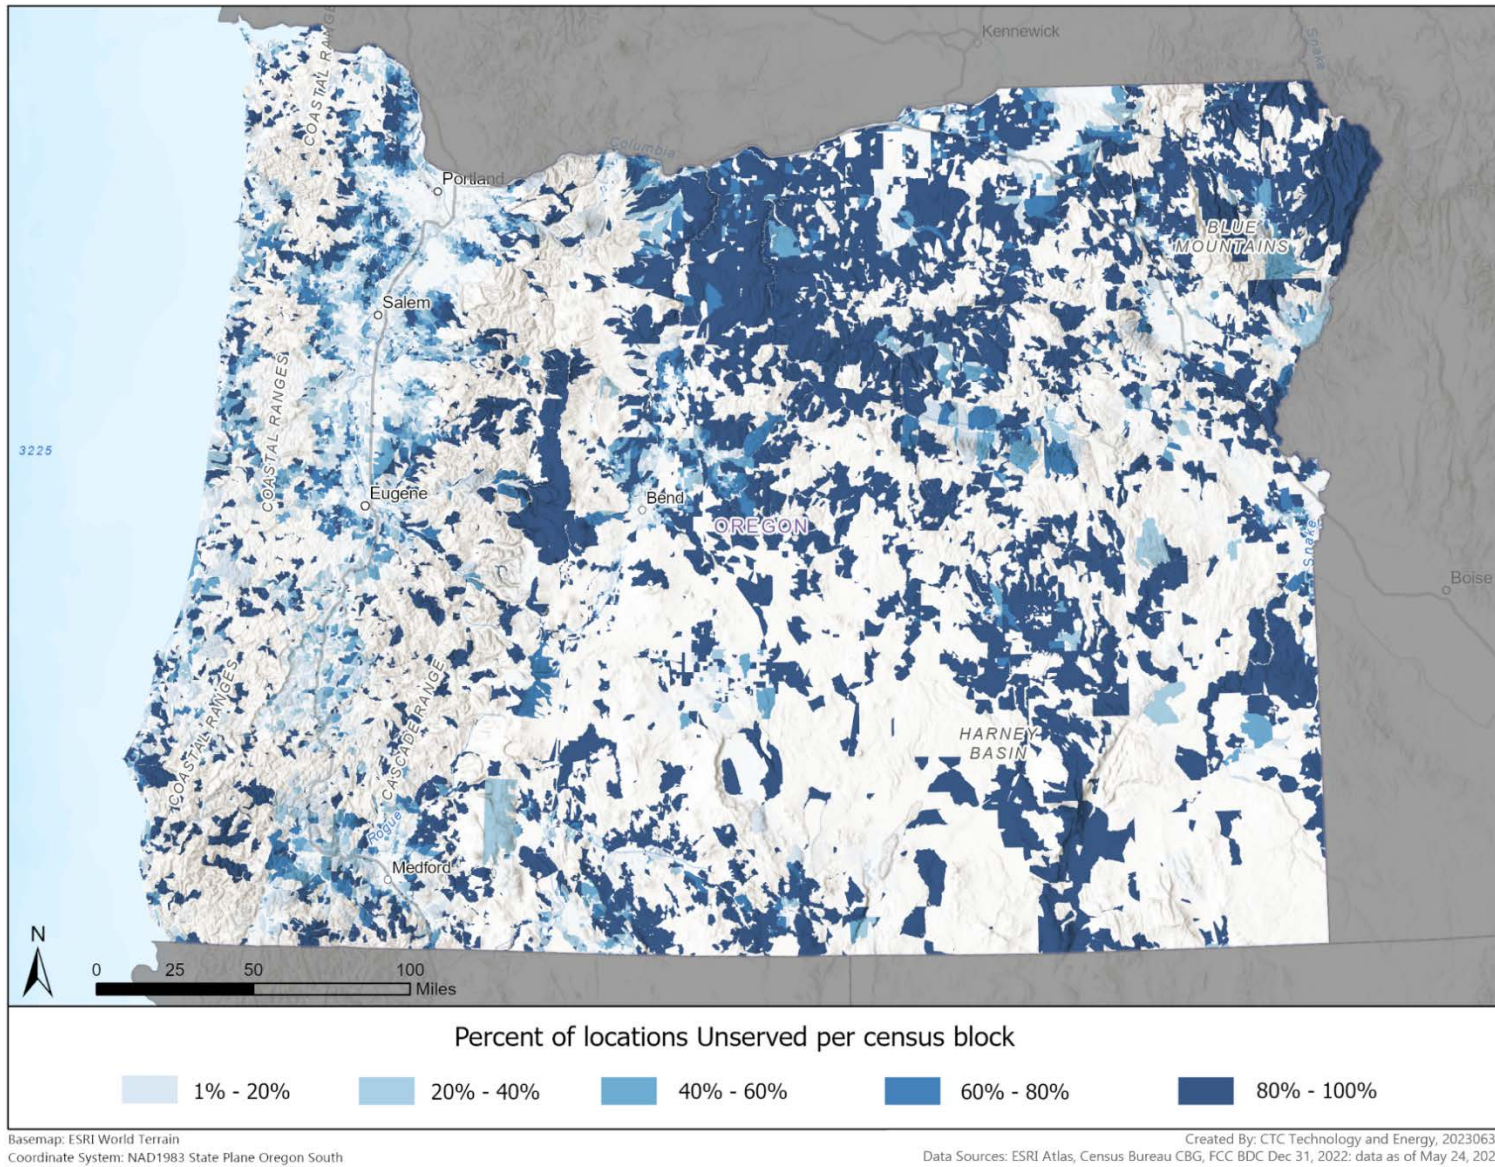 Kennewick
Snake
COASTAL RANGE
Columbia
Portland
BLUE
MOUNTAINS
Salem
COASTAL RANGES
3225
Eugene
Bend
OREGON
Snake
Boise
COASTAL RANGES
CASCADE RANGE
HARNEY
BASIN
Rogue
Medford
N
0 25 50 100
Miles
Percent of locations Unserved per census block
1% - 20% 20% - 40% 40% - 60% 60% - 80% 80% - 100%
Basemap: ESRI World Terrain
Created By: CTC Technology and Energy, 2023063
Coordinate System: NAD1983 State Plane Oregon South
Data Sources: ESRI Atlas, Census Bureau CBG, FCC BDC Dec 31, 2022: data as of May 24, 202